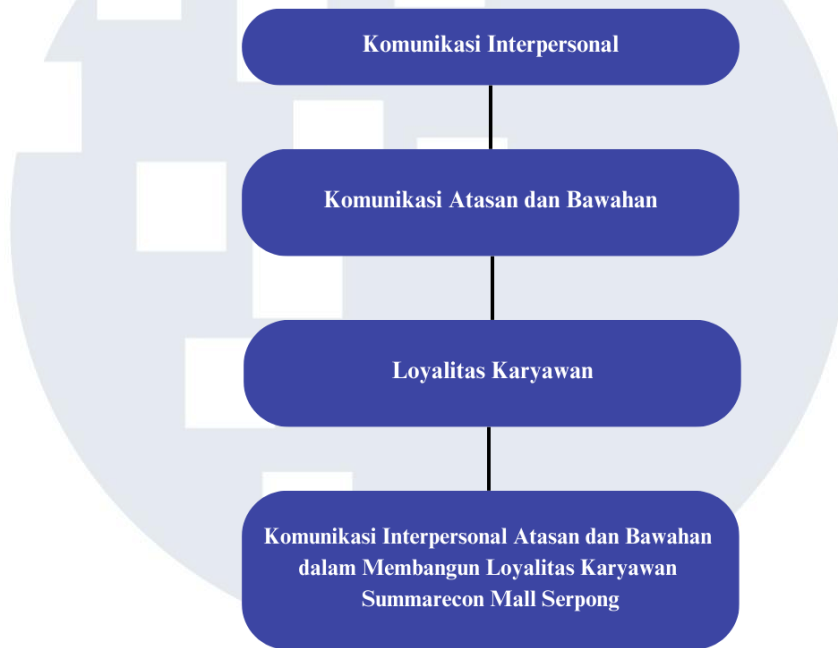 Komunikasi Interpersonal
Komunikasi Atasan dan Bawahan
Loyalitas Karyawan
Komunikasi Interpersonal Atasan dan Bawahan
dalam Membangun Loyalitas Karyawan
Summarecon Mall Serpong